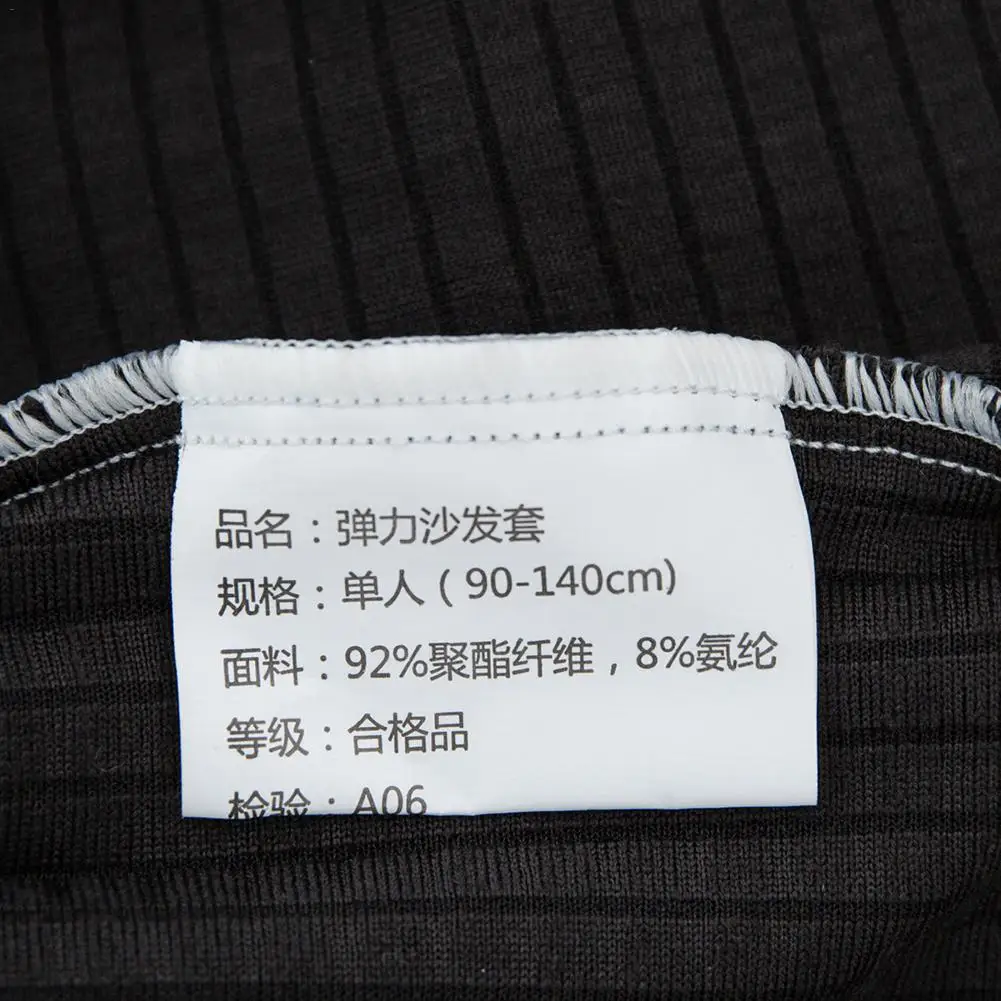 品名：弹力沙发套
规格：单人（90-140cm)
面料：92%聚酯纤维，8%氨纶
等级：合格品
检验：A06